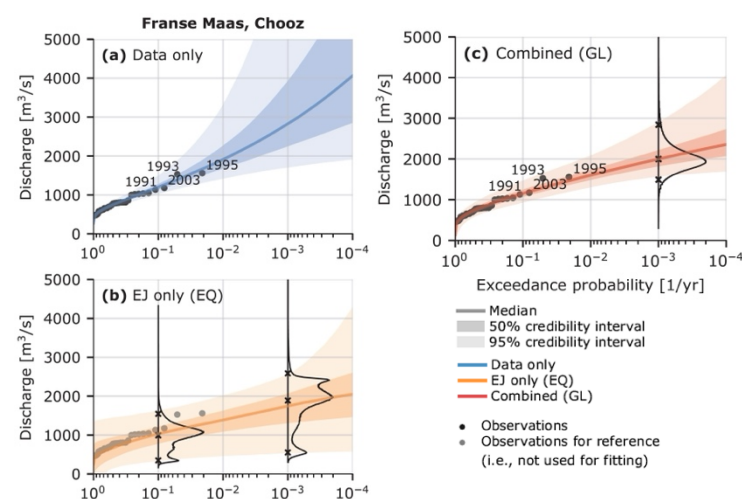 Franse Maas, Chooz
(a) Data only
Discharge [m³/s]
5000
4000
3000
2000
1000
0
1991
1993
2003
1995
10⁰
10⁻¹
10⁻²
10⁻³
10⁻⁴
(b) EJ only (EQ)
Discharge [m³/s]
5000
4000
3000
2000
1000
0
10⁰
10⁻¹
10⁻²
10⁻³
10⁻⁴
(c) Combined (GL)
Discharge [m³/s]
5000
4000
3000
2000
1000
0
1991
1993
2003
1995
10⁰
10⁻¹
10⁻²
10⁻³
10⁻⁴
Exceedance probability [1/yr]
Median
50% credibility interval
95% credibility interval
Data only
EJ only (EQ)
Combined (GL)
Observations
Observations for reference
(i.e., not used for fitting)